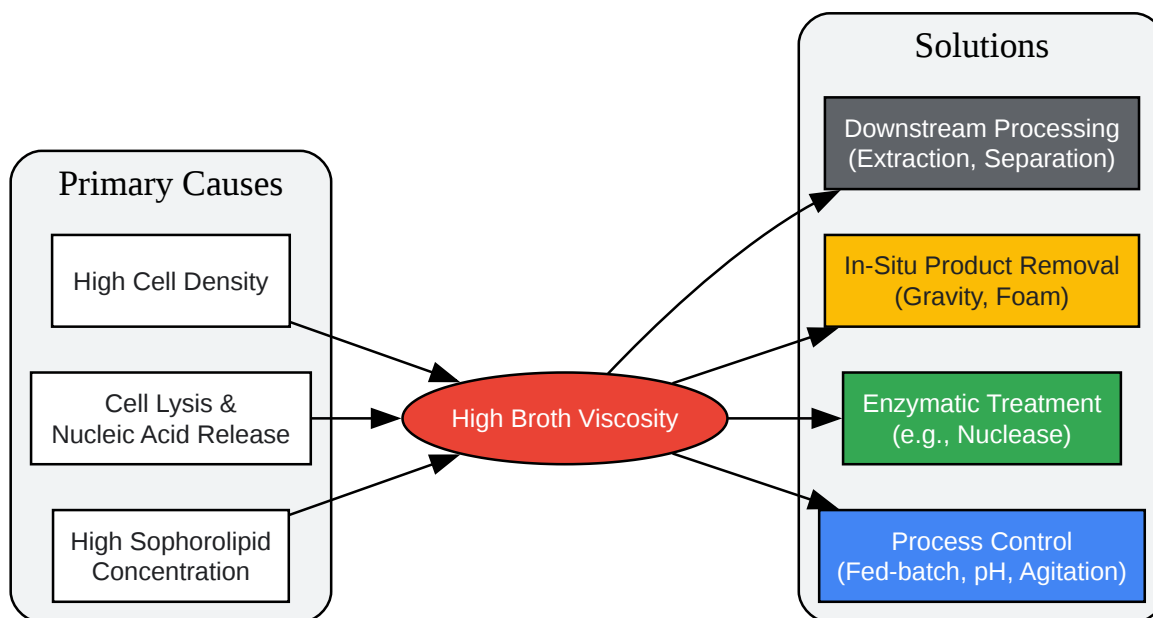 Primary Causes
High Cell Density
Cell Lysis &
Nucleic Acid Release
High Sophorolipid
Concentration
High Broth Viscosity
Solutions
Downstream Processing
(Extraction, Separation)
In-Situ Product Removal
(Gravity, Foam)
Enzymatic Treatment
(e.g., Nuclease)
Process Control
(Fed-batch, pH, Agitation)